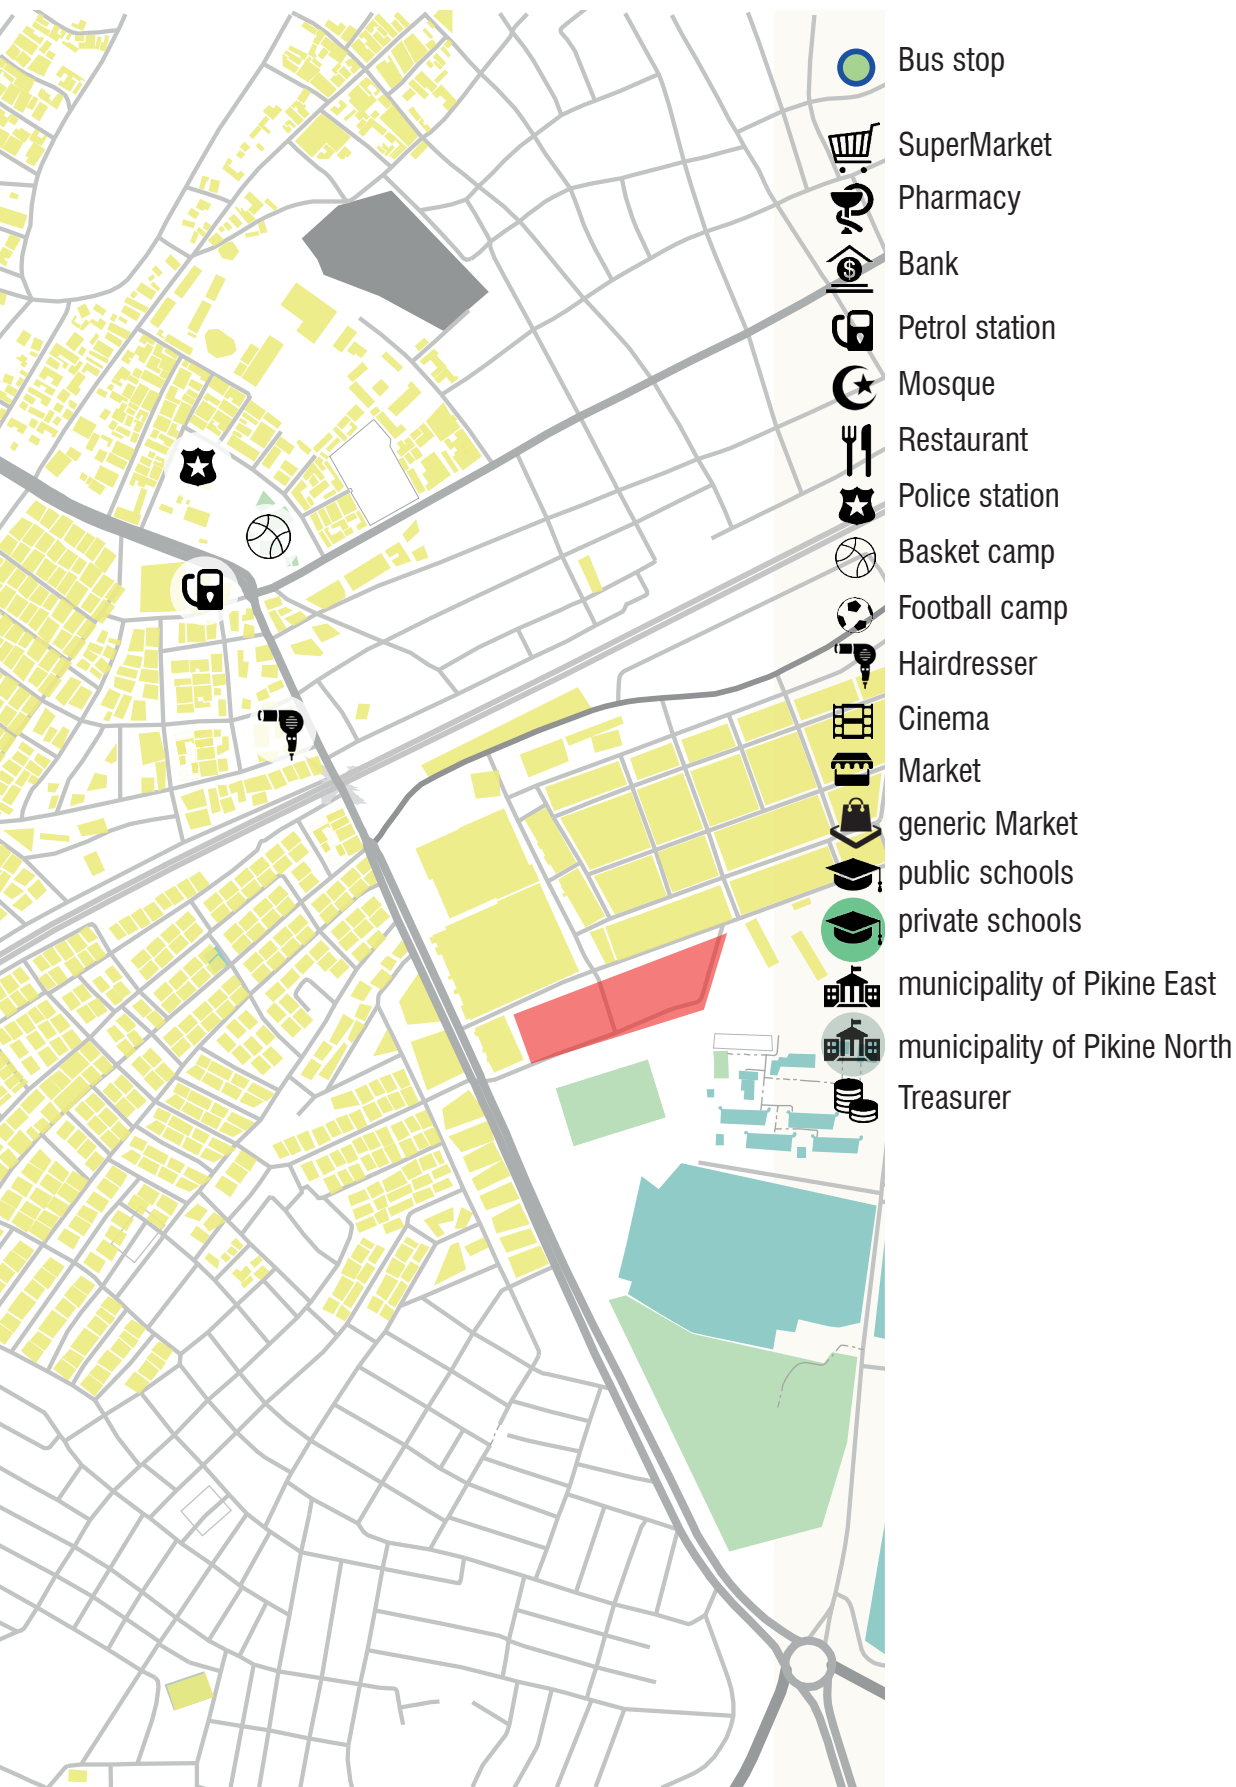 Bus stop
SuperMarket
Pharmacy
Bank
Petrol station
Mosque
Restaurant
Police station
Basket camp
Football camp
Hairdresser
Cinema
Market
generic Market
public schools
private schools
municipality of Pikine East
municipality of Pikine North
Treasurer